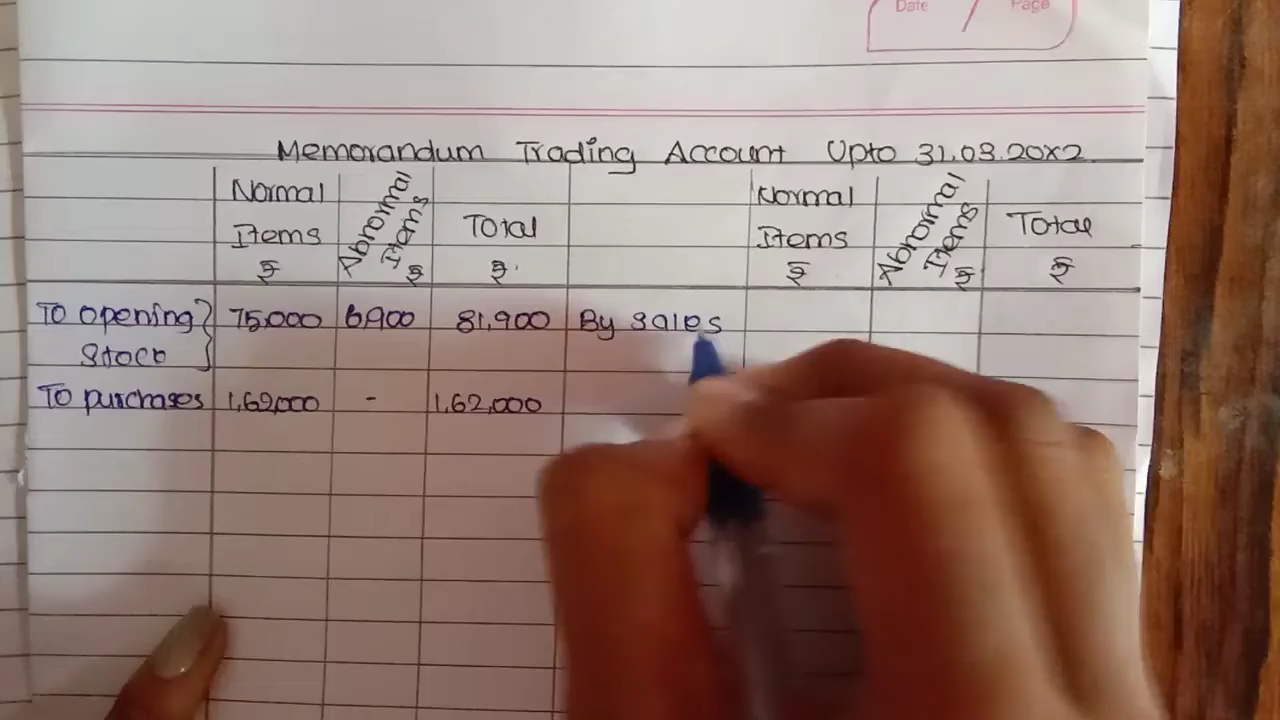 Date / Page
Memorandum Trading Account Upto 31.03.20x2
Normal Items ₹
Abnormal Items ₹
Total ₹
Normal Items ₹
Abnormal Items ₹
Total ₹
To opening Stock } 75,000 6,900 81,900 By sales
To purchases 1,62,000 - 1,62,000